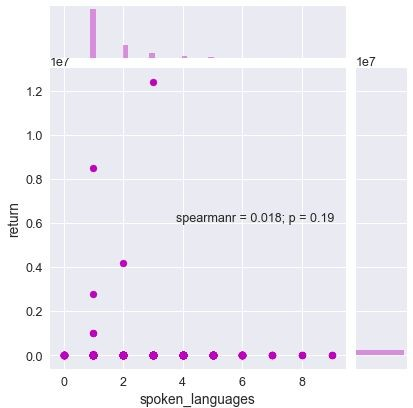 1e7
1e7
1.2
1.0
0.8
spearmanr = 0.018; p = 0.19
0.6
return
0.4
0.2
0.0
0 2 4 6 8
spoken_languages